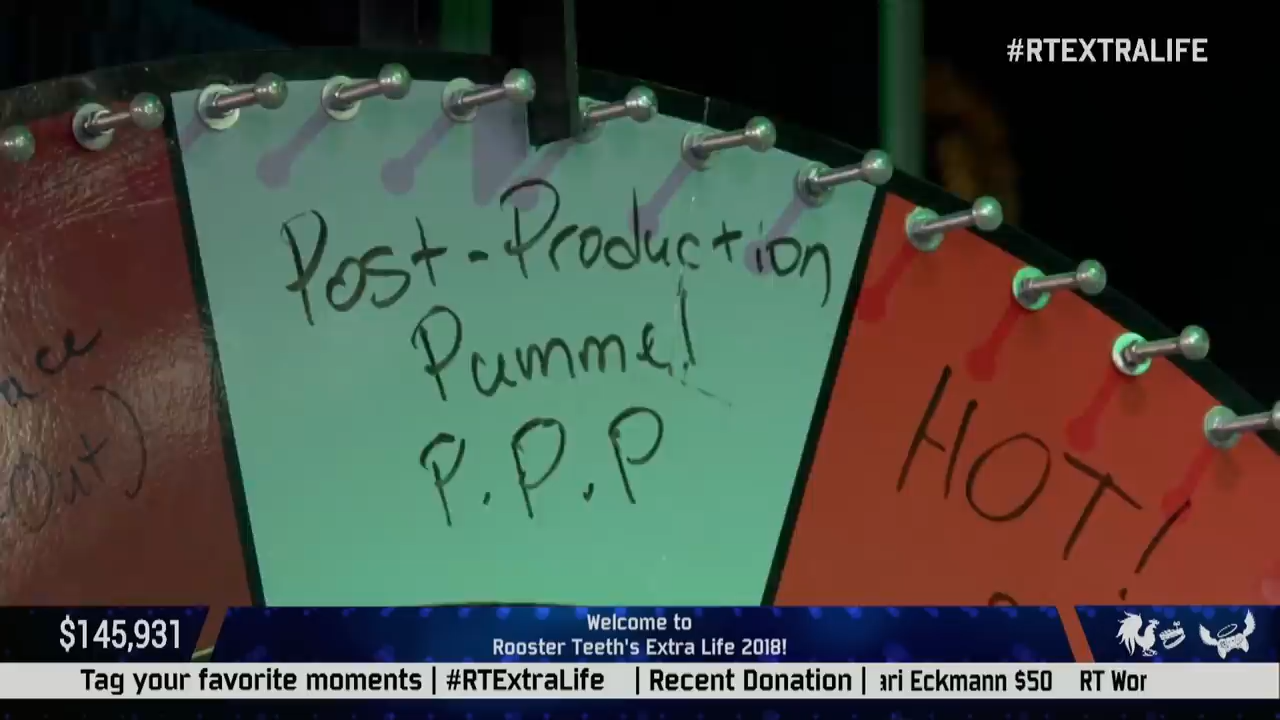 #RTEXTRALIFE
Post-Production
Pummel
P.P.P
Out)
HOT!
$145,931
Welcome to
Rooster Teeth's Extra Life 2018!
Tag your favorite moments | #RTExtraLife | Recent Donation | ari Eckmann $50 RT Wor